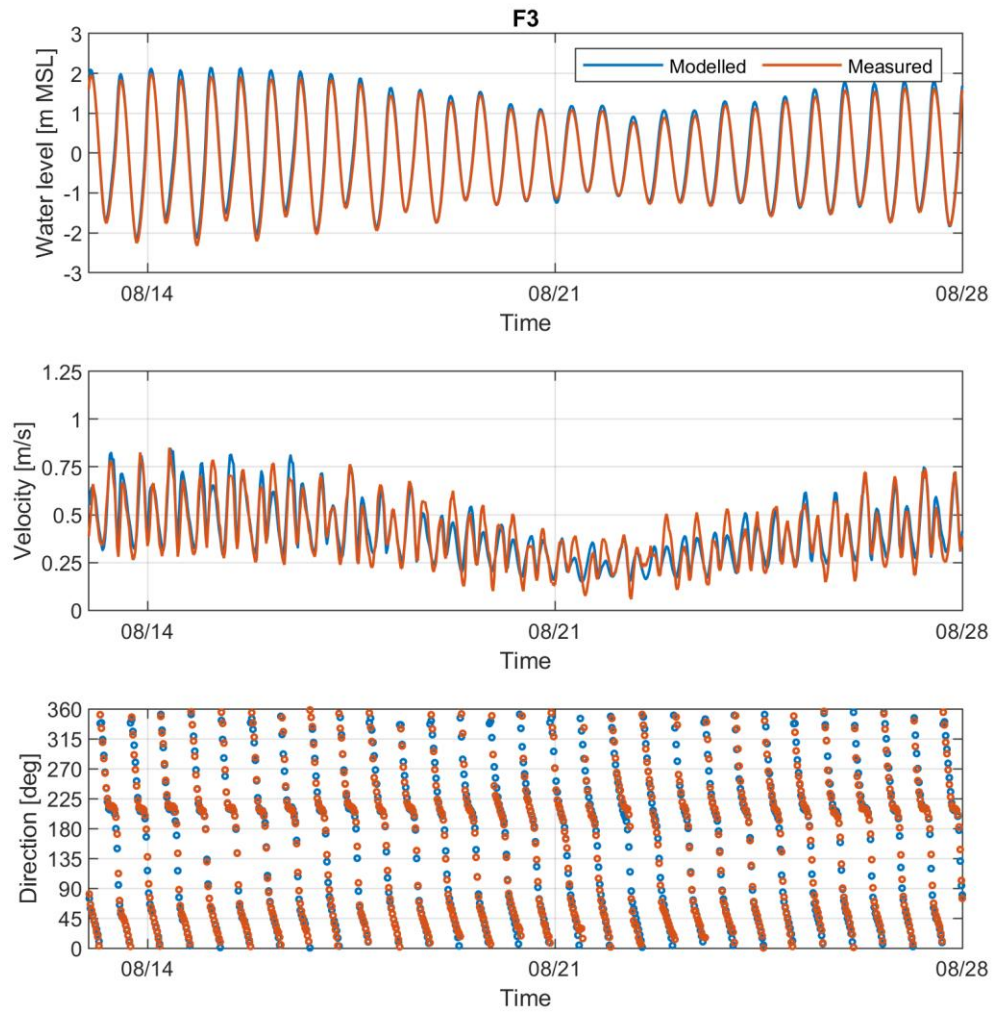 F3
Modelled Measured
Water level [m MSL]
3
2
1
0
-1
-2
-3
08/14 08/21 08/28
Time
Velocity [m/s]
1.25
1
0.75
0.5
0.25
0
08/14 08/21 08/28
Time
Direction [deg]
360
315
270
225
180
135
90
45
0
08/14 08/21 08/28
Time